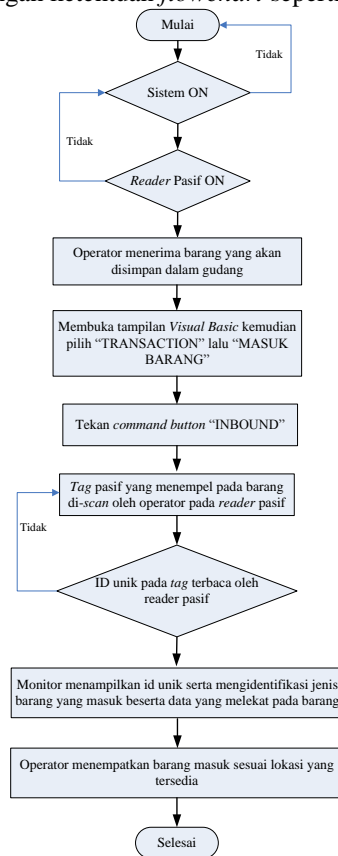 ngan ketentuan flowchart seperti
Mulai
Tidak
Sistem ON
Tidak
Reader Pasif ON
Operator menerima barang yang akan
disimpan dalam gudang
Membuka tampilan Visual Basic kemudian
pilih “TRANSACTION” lalu “MASUK
BARANG”
Tekan command button “INBOUND”
Tag pasif yang menempel pada barang
di-scan oleh operator pada reader pasif
Tidak
ID unik pada tag terbaca oleh
reader pasif
Monitor menampilkan id unik serta mengidentifikasi jenis
barang yang masuk beserta data yang melekat pada barang
Operator menempatkan barang masuk sesuai lokasi yang
tersedia
Selesai